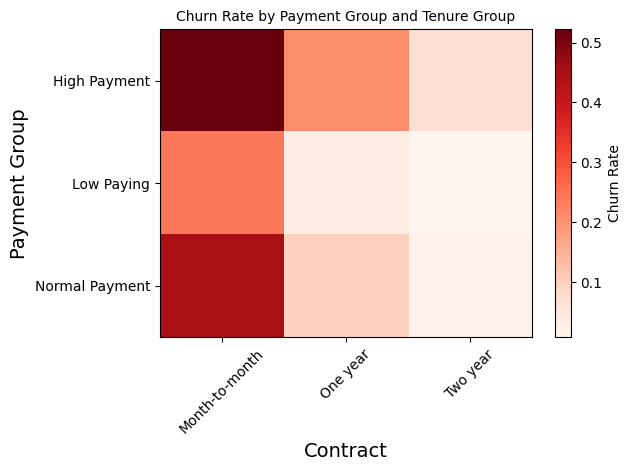 Churn Rate by Payment Group and Tenure Group
Payment Group
High Payment
Low Paying
Normal Payment
Month-to-month
One year
Two year
Contract
0.5
0.4
0.3
0.2
0.1
Churn Rate